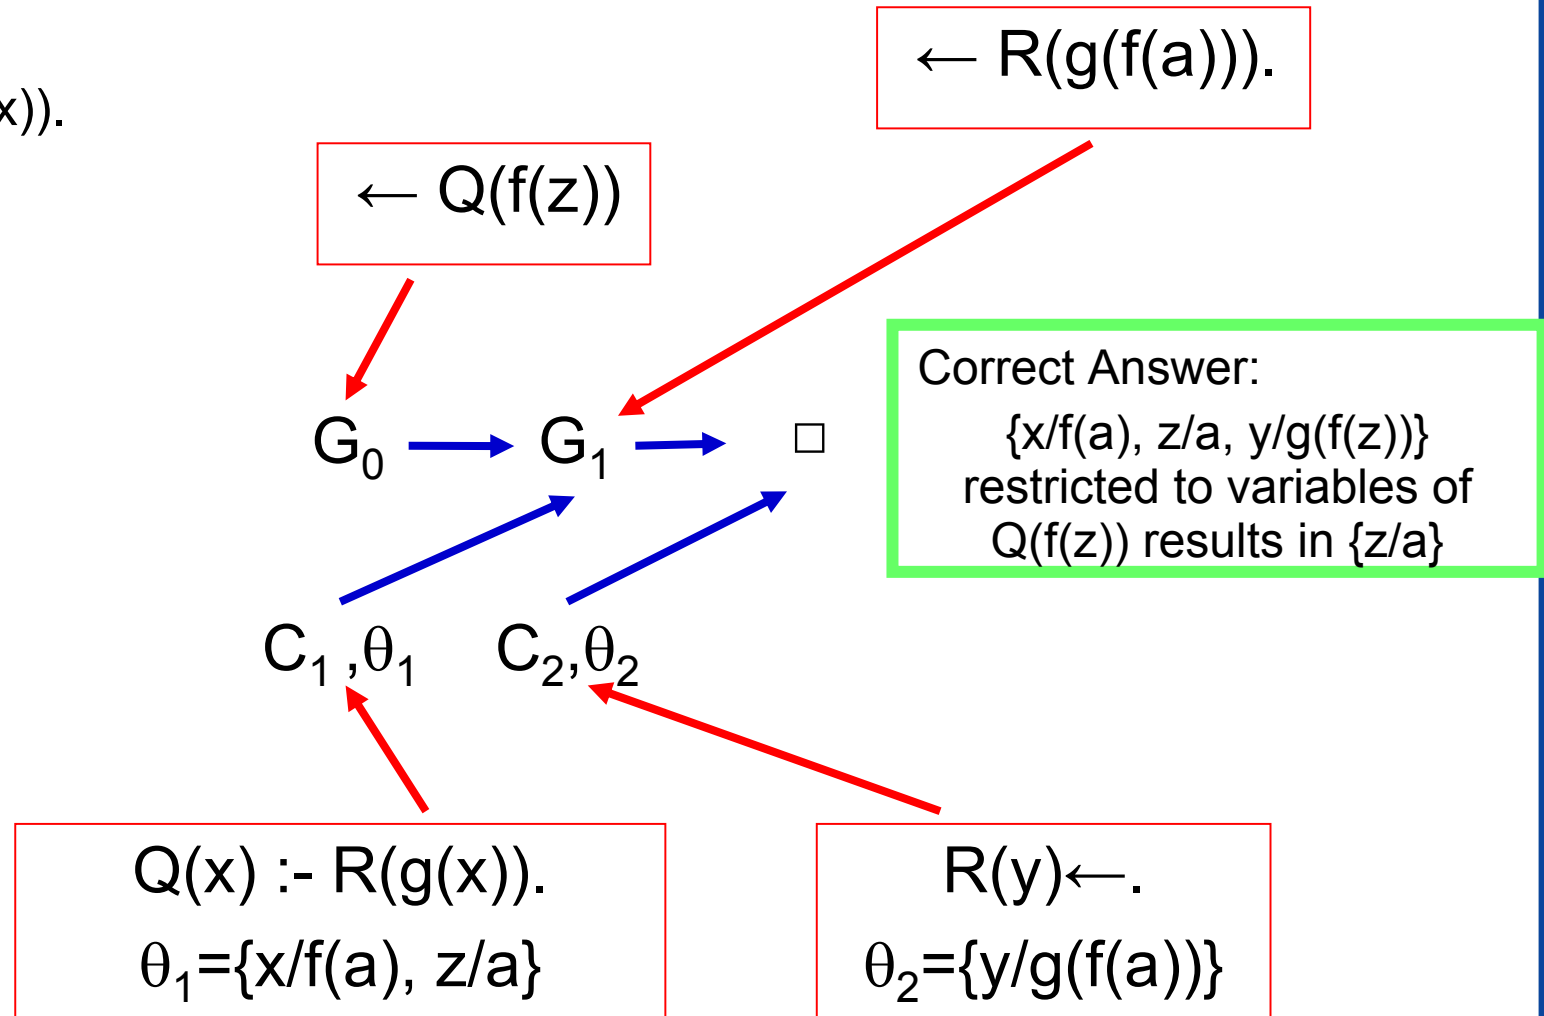 x)).
← R(g(f(a))).
← Q(f(z))
G₀ G₁ □
Correct Answer:
{x/f(a), z/a, y/g(f(z))}
restricted to variables of
Q(f(z)) results in {z/a}
C₁ ,θ₁ C₂,θ₂
Q(x) :- R(g(x)).
θ₁={x/f(a), z/a}
R(y)←.
θ₂={y/g(f(a))}